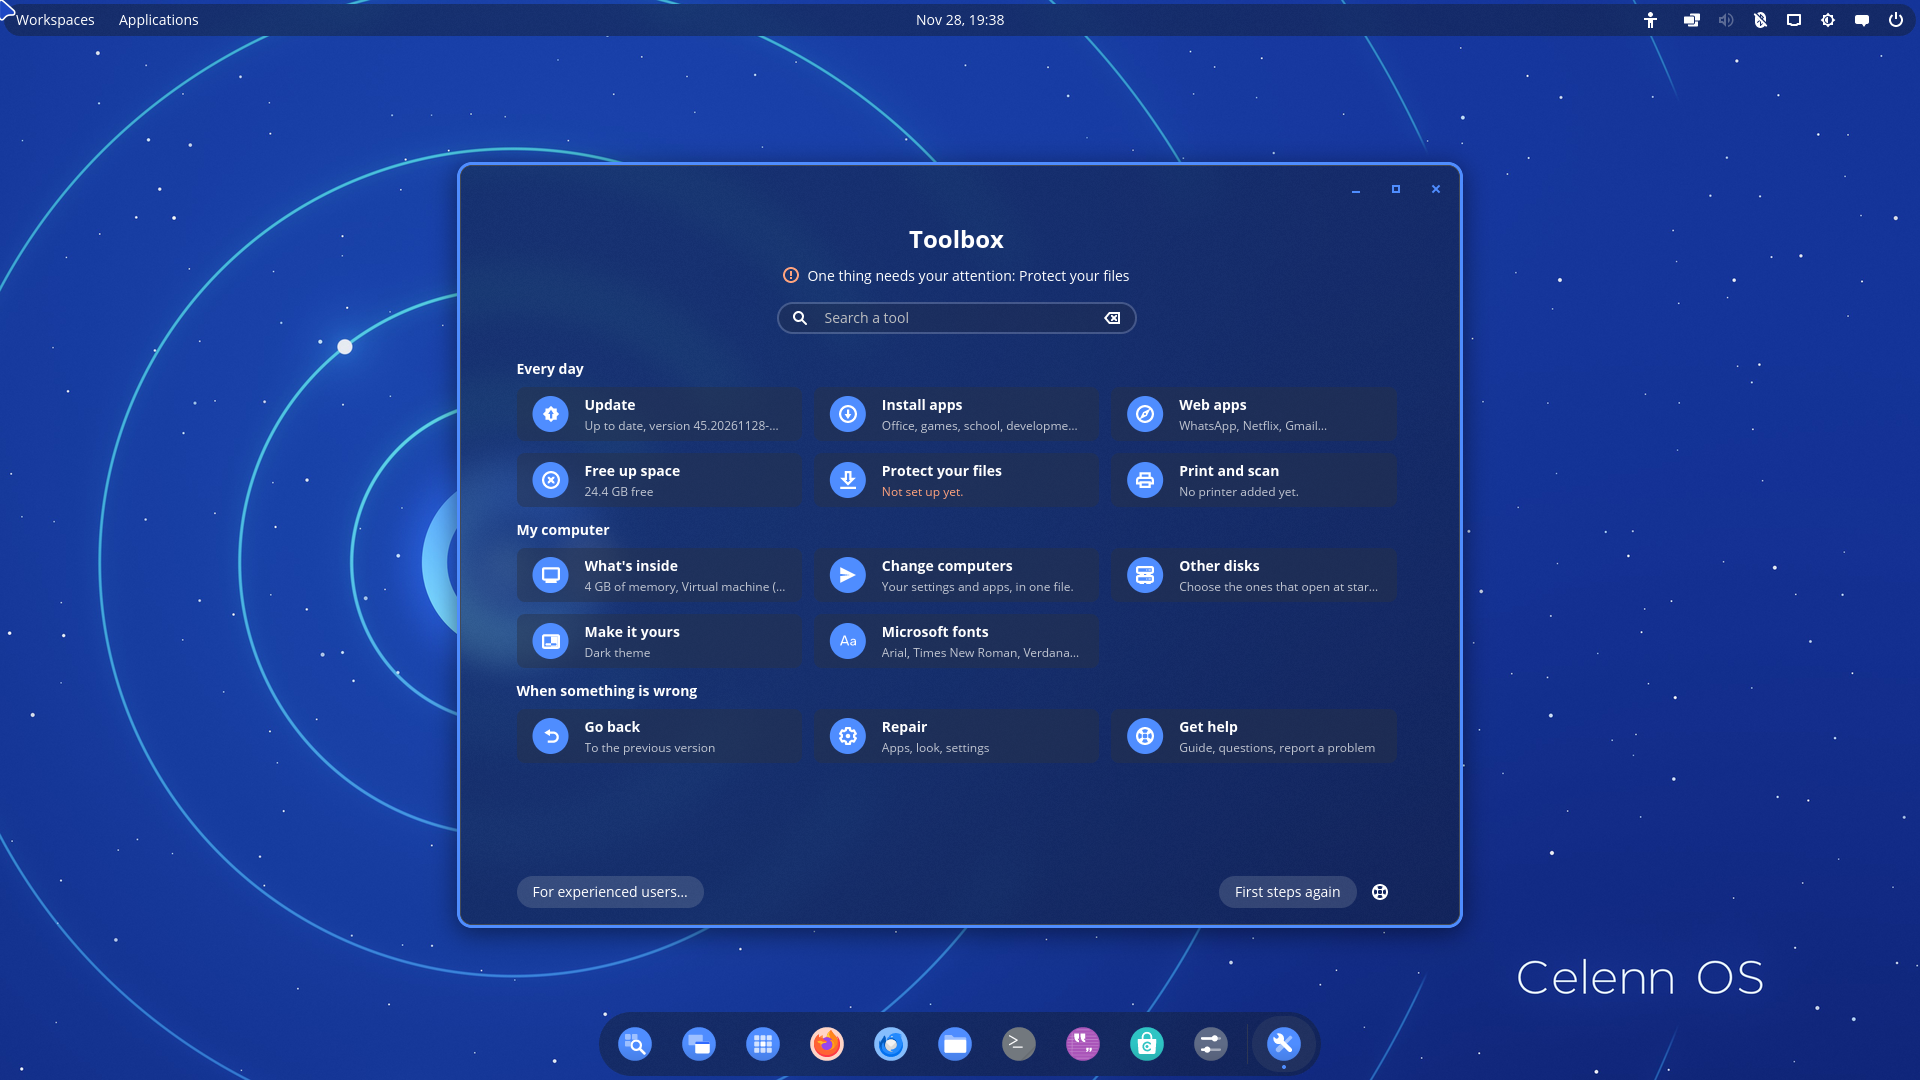 Workspaces Applications Nov 28, 19:38
Toolbox
One thing needs your attention: Protect your files
Search a tool
Every day
Update Install apps Web apps
Up to date, version 45.20261128-... Office, games, school, developme... WhatsApp, Netflix, Gmail...
Free up space Protect your files Print and scan
24.4 GB free Not set up yet. No printer added yet.
My computer
What's inside Change computers Other disks
4 GB of memory, Virtual machine (... Your settings and apps, in one file. Choose the ones that open at star...
Make it yours Aa Microsoft fonts
Dark theme Arial, Times New Roman, Verdana...
When something is wrong
Go back Repair Get help
To the previous version Apps, look, settings Guide, questions, report a problem
For experienced users... First steps again
Celenn OS